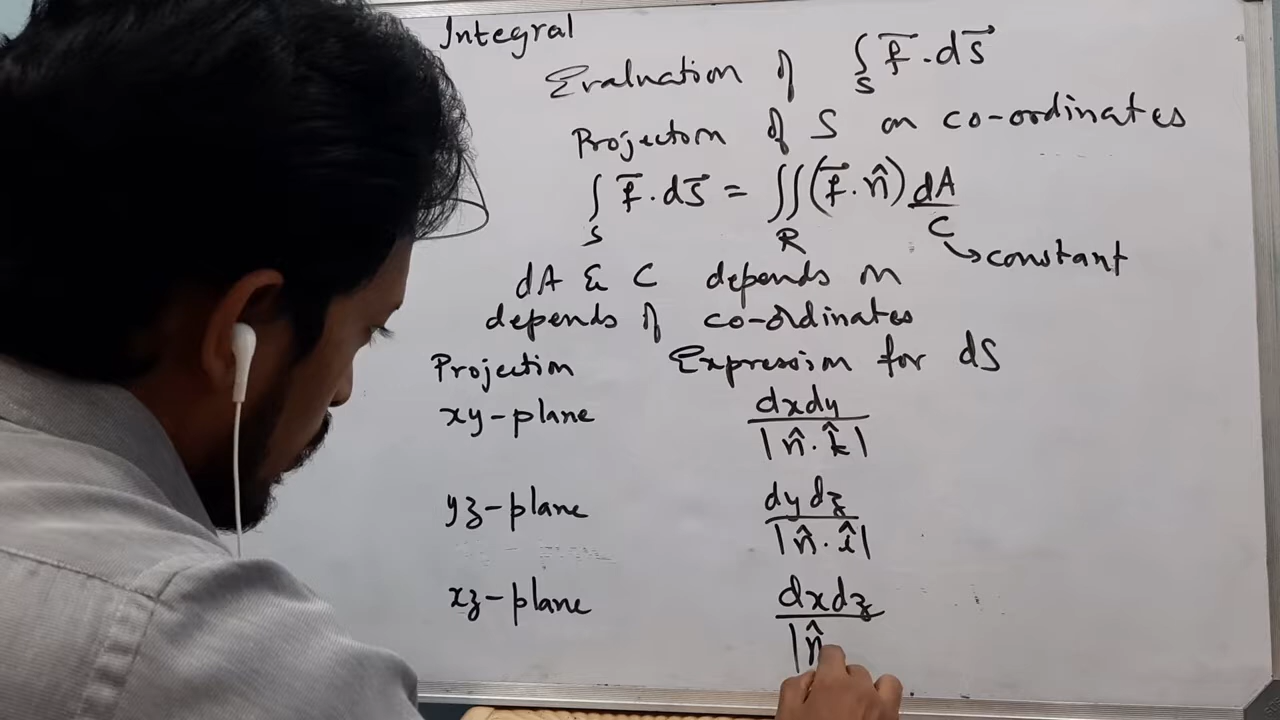 Integral
Evaluation of ∫_S F⃗ . dS⃗
Projectom of S on co-ordinates
∫_S F⃗ . dS⃗ = ∬_R (F⃗ . n̂) dA/C
↳ constant
dA & C depends on
depends of co-ordinates
Projection Expression for dS
xy-plane dxdy/|n̂ . k̂|
yz-plane dydz/|n̂ . î|
xz-plane dxdz/|n̂